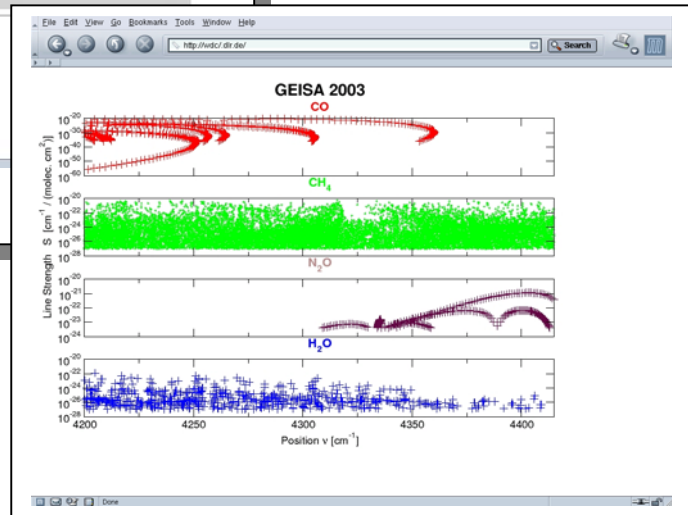 File Edit View Go Bookmarks Tools Window Help
http://wdc/.dlr.de/ Search
GEISA 2003
CO
10^-20
10^-30
10^-40
10^-50
10^-60
CH4
10^-20
10^-22
10^-24
10^-26
10^-28
N2O
10^-20
10^-21
10^-22
10^-23
10^-24
H2O
10^-20
10^-22
10^-24
10^-26
10^-28
Line Strength S [cm^-1 / (molec. cm^2)]
4200 4250 4300 4350 4400
Position ν [cm^-1]
Done